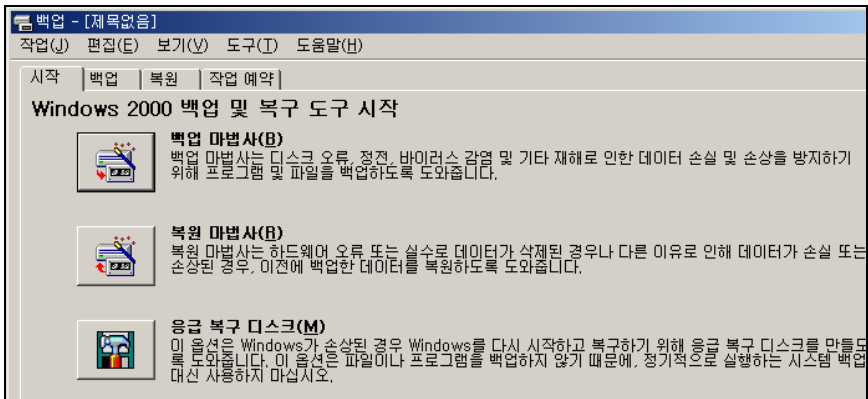 백업 - [제목없음]
작업(J) 편집(E) 보기(V) 도구(T) 도움말(H)
시작 백업 복원 작업 예약
Windows 2000 백업 및 복구 도구 시작
백업 마법사(B)
백업 마법사는 디스크 오류, 정전, 바이러스 감염 및 기타 재해로 인한 데이터 손실 및 손상을 방지하기
위해 프로그램 및 파일을 백업하도록 도와줍니다.
복원 마법사(R)
복원 마법사는 하드웨어 오류 또는 실수로 데이터가 삭제된 경우나 다른 이유로 인해 데이터가 손실 또는
손상된 경우, 이전에 백업한 데이터를 복원하도록 도와줍니다.
응급 복구 디스크(M)
이 옵션은 Windows가 손상된 경우 Windows를 다시 시작하고 복구하기 위해 응급 복구 디스크를 만들도
록 도와줍니다. 이 옵션은 파일이나 프로그램을 백업하지 않기 때문에, 정기적으로 실행하는 시스템 백업
대신 사용하지 마십시오.